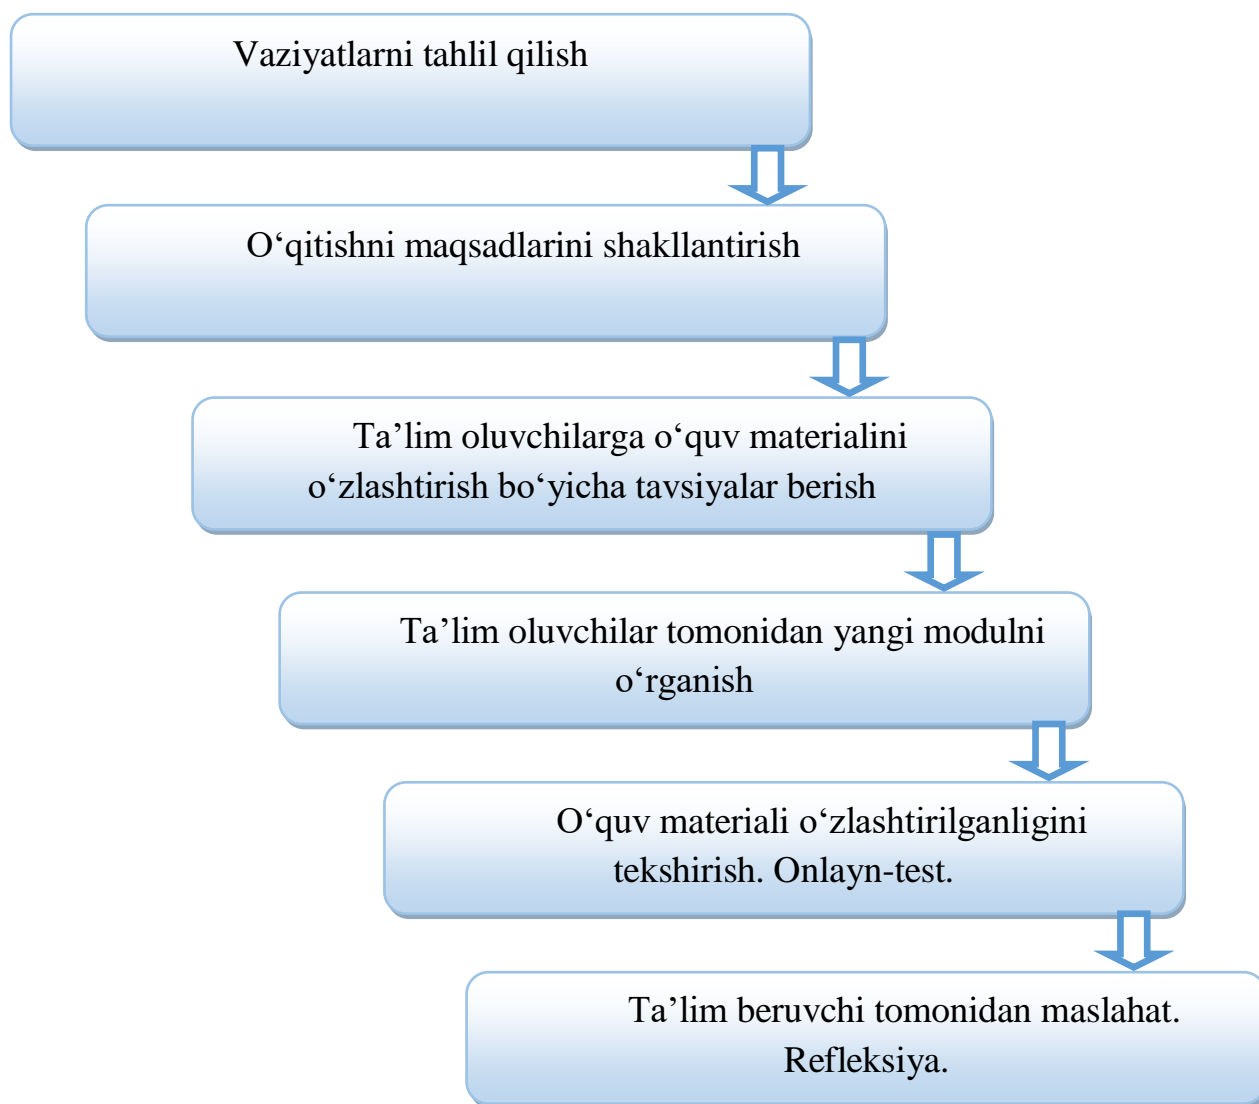 Vaziyatlarni tahlil qilish
O‘qitishni maqsadlarini shakllantirish
Ta’lim oluvchilarga o‘quv materialini
o‘zlashtirish bo‘yicha tavsiyalar berish
Ta’lim oluvchilar tomonidan yangi modulni
o‘rganish
O‘quv materiali o‘zlashtirilganligini
tekshirish. Onlayn-test.
Ta’lim beruvchi tomonidan maslahat.
Refleksiya.